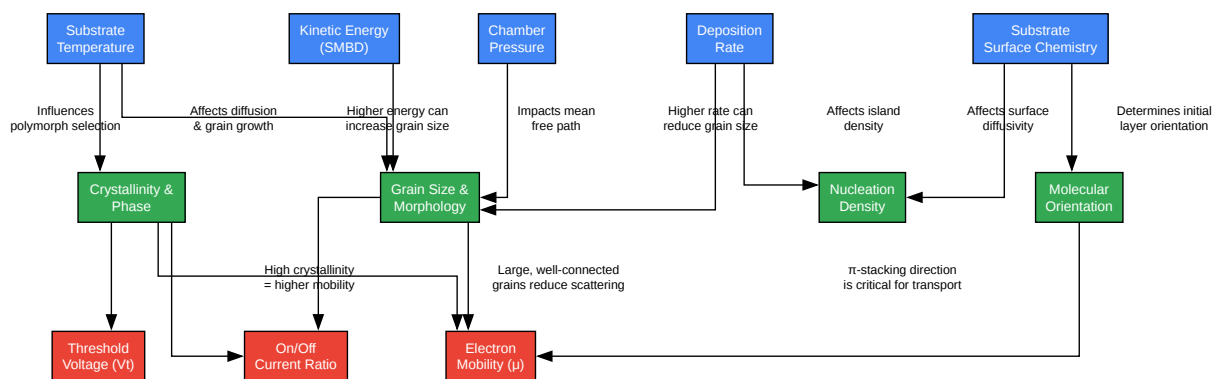 Substrate
Temperature
Kinetic Energy
(SMBD)
Chamber
Pressure
Deposition
Rate
Substrate
Surface Chemistry
Influences
polymorph selection
Affects diffusion
& grain growth
Higher energy can
increase grain size
Impacts mean
free path
Higher rate can
reduce grain size
Affects island
density
Affects surface
diffusivity
Determines initial
layer orientation
Crystallinity &
Phase
Grain Size &
Morphology
Nucleation
Density
Molecular
Orientation
High crystallinity
= higher mobility
Large, well-connected
grains reduce scattering
π-stacking direction
is critical for transport
Threshold
Voltage (Vt)
On/Off
Current Ratio
Electron
Mobility (μ)